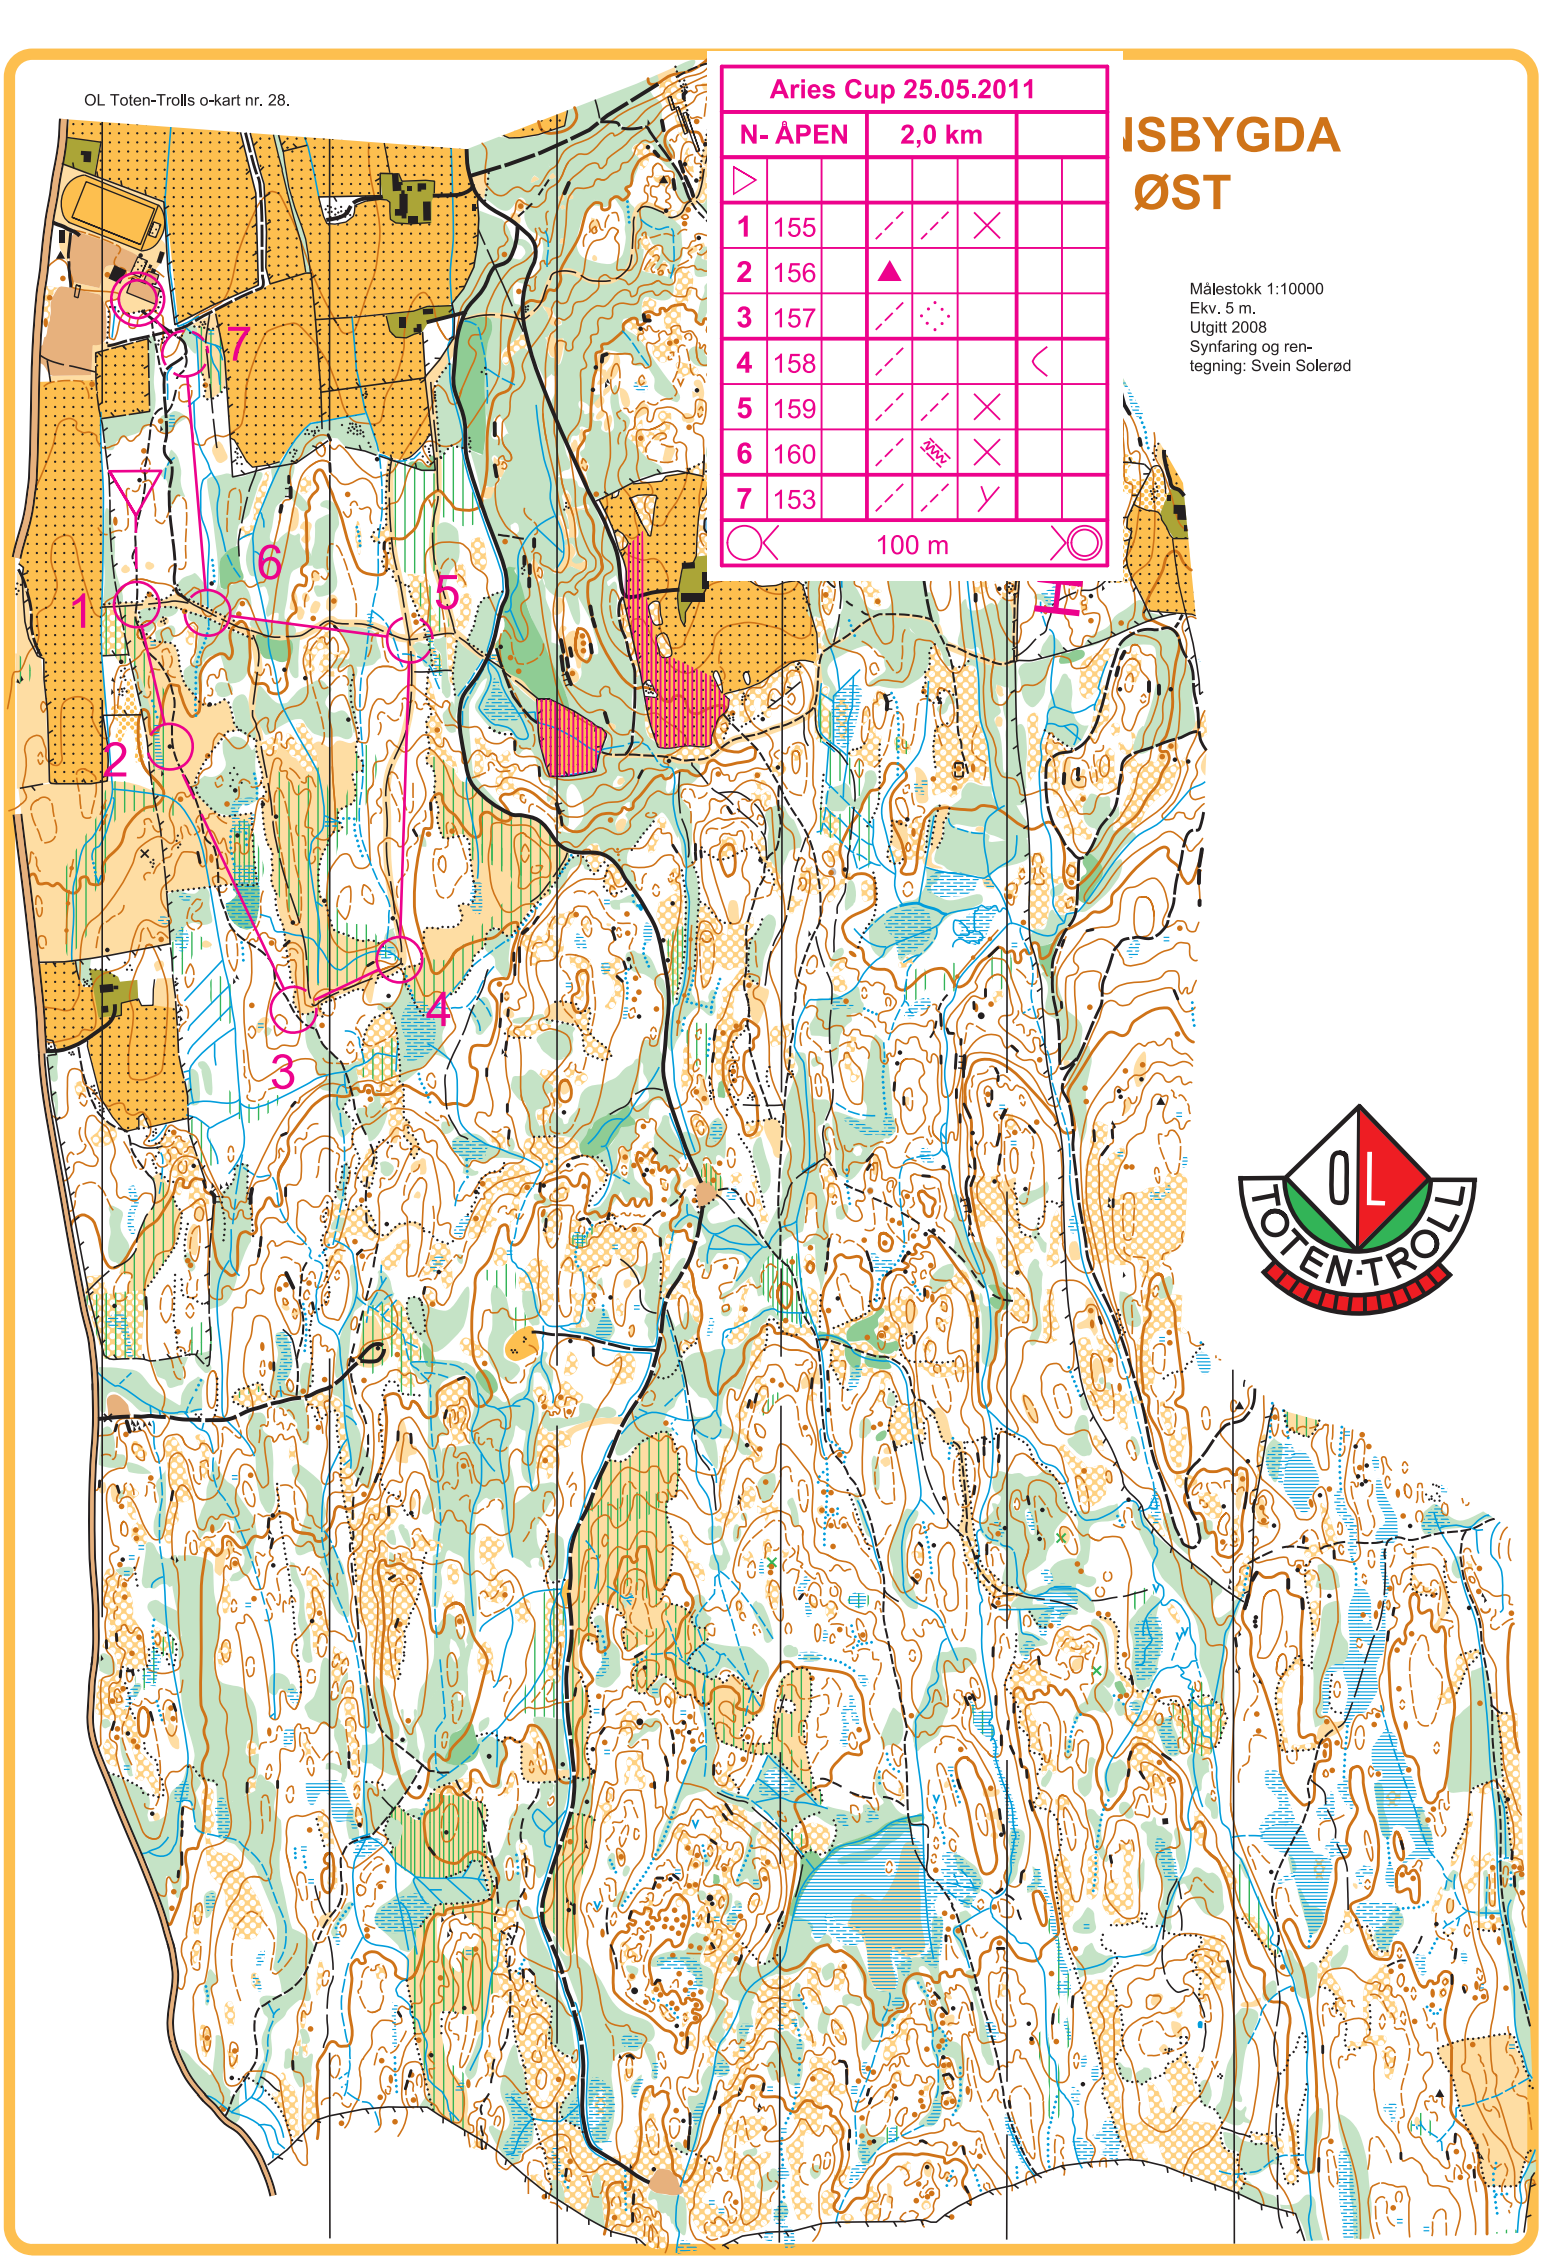 OL Toten-Trolls o-kart nr. 28.
Aries Cup 25.05.2011
N- ÅPEN 2,0 km
1 155
2 156
3 157
4 158
5 159
6 160
7 153
100 m
NSBYGDA
ØST
Målestokk 1:10000
Ekv. 5 m.
Utgitt 2008
Synfaring og ren-
tegning: Svein Solerød
7
6
5
1
2
4
3
OL
TOTEN-TROLL